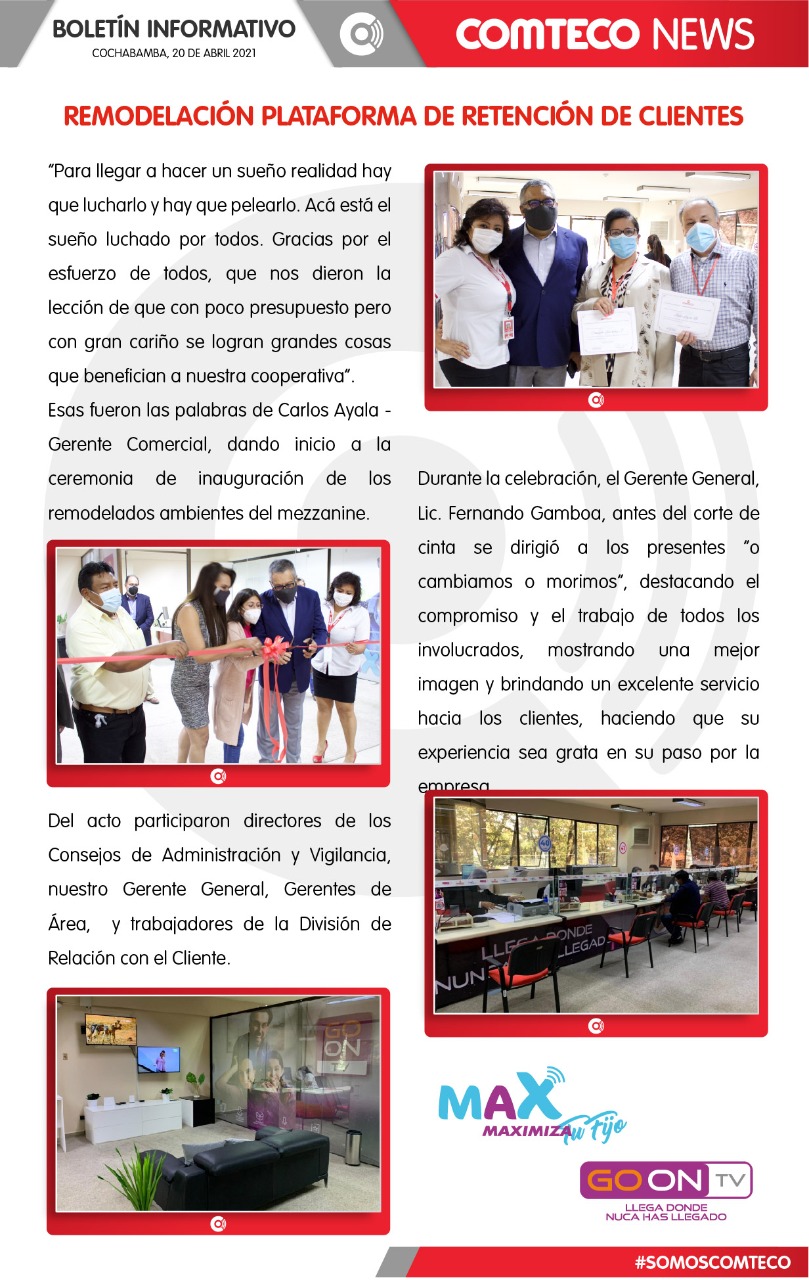 BOLETÍN INFORMATIVO
COCHABAMBA, 20 DE ABRIL 2021
COMTECO NEWS
REMODELACIÓN PLATAFORMA DE RETENCIÓN DE CLIENTES
“Para llegar a hacer un sueño realidad hay
que lucharlo y hay que pelearlo. Acá está el
sueño luchado por todos. Gracias por el
esfuerzo de todos, que nos dieron la
lección de que con poco presupuesto pero
con gran cariño se logran grandes cosas
que benefician a nuestra cooperativa”.
Esas fueron las palabras de Carlos Ayala -
Gerente Comercial, dando inicio a la
ceremonia de inauguración de los
remodelados ambientes del mezzanine.
Del acto participaron directores de los
Consejos de Administración y Vigilancia,
nuestro Gerente General, Gerentes de
Área, y trabajadores de la División de
Relación con el Cliente.
GO
ON
Durante la celebración, el Gerente General,
Lic. Fernando Gamboa, antes del corte de
cinta se dirigió a los presentes “o
cambiamos o morimos”, destacando el
compromiso y el trabajo de todos los
involucrados, mostrando una mejor
imagen y brindando un excelente servicio
hacia los clientes, haciendo que su
experiencia sea grata en su paso por la
empresa
LLEGA DONDE
NUN LLEGAD
MAX
MAXIMIZA Tu Fijo
GO ON TV
LLEGA DONDE
NUCA HAS LLEGADO
#SOMOSCOMTECO